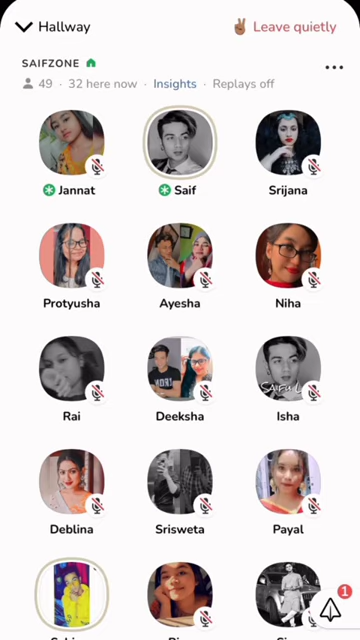 Hallway
✌🏽 Leave quietly
SAIFZONE
49 · 32 here now · Insights · Replays off
Jannat
Saif
Srijana
Protyusha
Ayesha
Niha
Rai
Deeksha
Isha
Deblina
Srisweta
Payal
1